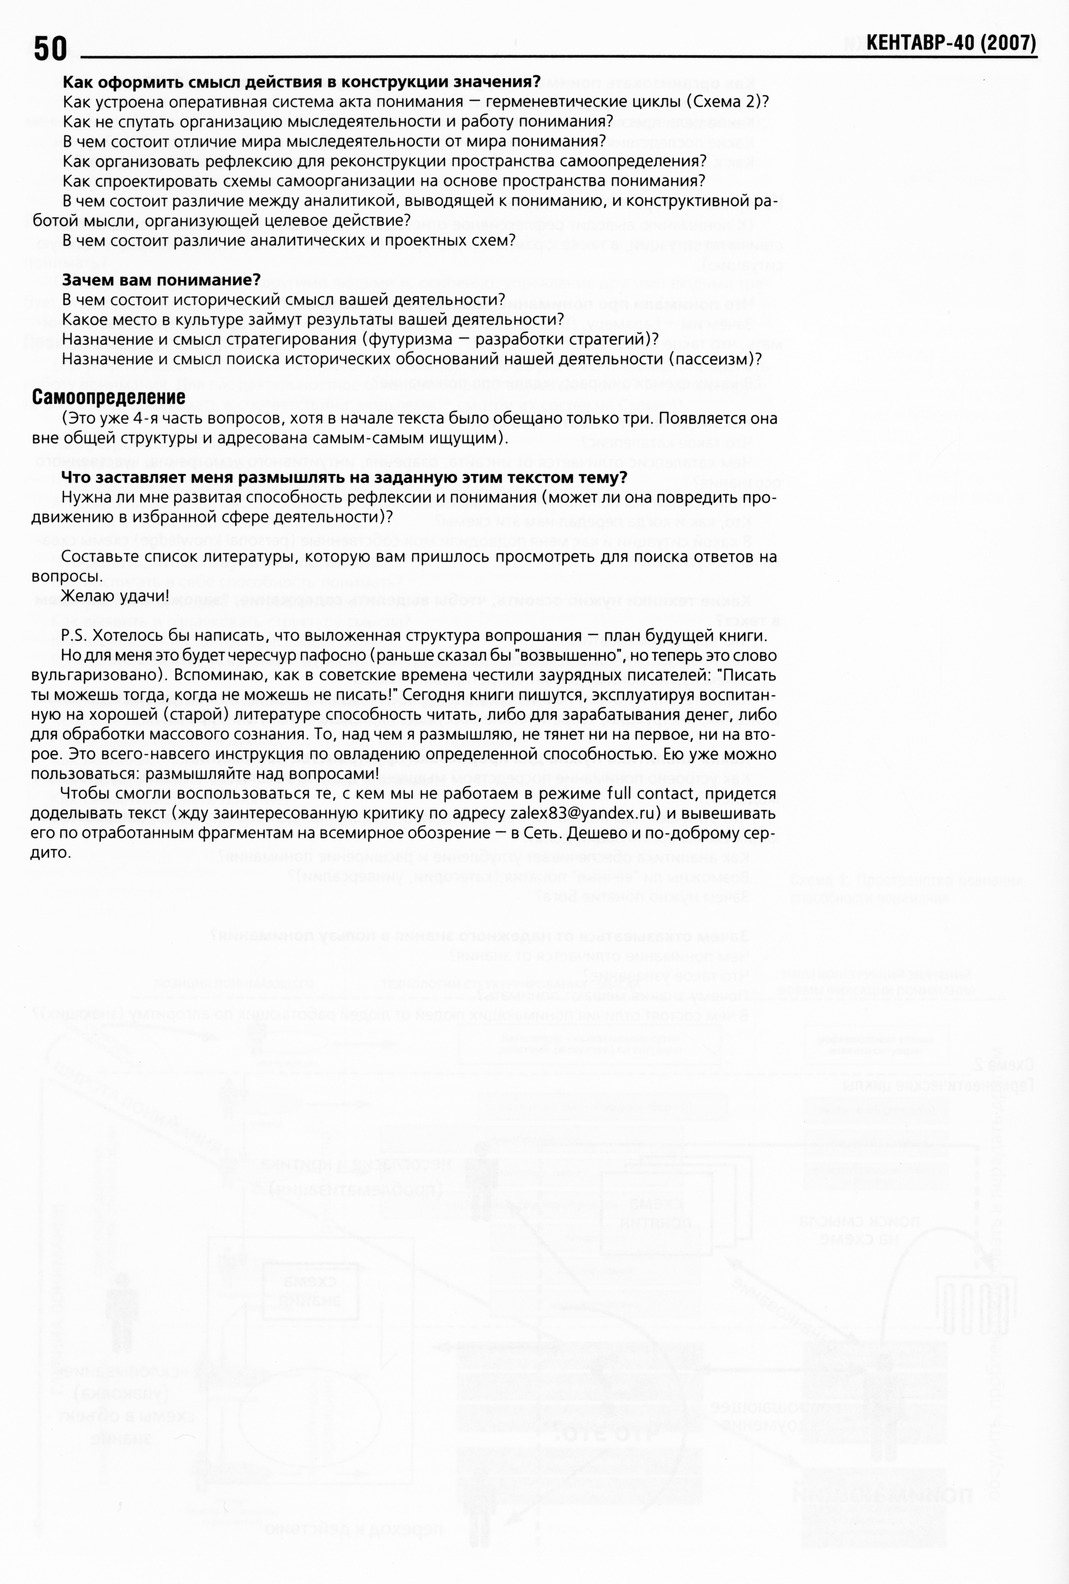 50
КЕНТАВР-40 (2007)
Как оформить смысл действия в конструкции значения?
Как устроена оперативная система акта понимания — герменевтические циклы (Схема 2)?
Как не спутать организацию мыследеятельности и работу понимания?
В чем состоит отличие мира мыследеятельности от мира понимания?
Как организовать рефлексию для реконструкции пространства самоопределения?
Как спроектировать схемы самоорганизации на основе пространства понимания?
В чем состоит различие между аналитикой, выводящей к пониманию, и конструктивной ра-
ботой мысли, организующей целевое действие?
В чем состоит различие аналитических и проектных схем?
Зачем вам понимание?
В чем состоит исторический смысл вашей деятельности?
Какое место в культуре займут результаты вашей деятельности?
Назначение и смысл стратегирования (футуризма — разработки стратегий)?
Назначение и смысл поиска исторических обоснований нашей деятельности (пассеизм)?
Самоопределение
(Это уже 4-я часть вопросов, хотя в начале текста было обещано только три. Появляется она
вне общей структуры и адресована самым-самым ищущим).
Что заставляет меня размышлять на заданную этим текстом тему?
Нужна ли мне развитая способность рефлексии и понимания (может ли она повредить про-
движению в избранной сфере деятельности)?
Составьте список литературы, которую вам пришлось просмотреть для поиска ответов на
вопросы.
Желаю удачи!
P.S. Хотелось бы написать, что выложенная структура вопрошания — план будущей книги.
Но для меня это будет чересчур пафосно (раньше сказал бы "возвышенно", но теперь это слово
вульгаризовано). Вспоминаю, как в советские времена честили заурядных писателей: "Писать
ты можешь тогда, когда не можешь не писать!" Сегодня книги пишутся, эксплуатируя воспитан-
ную на хорошей (старой) литературе способность читать, либо для зарабатывания денег, либо
для обработки массового сознания. То, над чем я размышляю, не тянет ни на первое, ни на вто-
рое. Это всего-навсего инструкция по овладению определенной способностью. Ею уже можно
пользоваться: размышляйте над вопросами!
Чтобы смогли воспользоваться те, с кем мы не работаем в режиме full contact, придется
доделывать текст (жду заинтересованную критику по адресу zalex83@yandex.ru) и вывешивать
его по отработанным фрагментам на всемирное обозрение — в Сеть. Дешево и по-доброму сер-
дито.